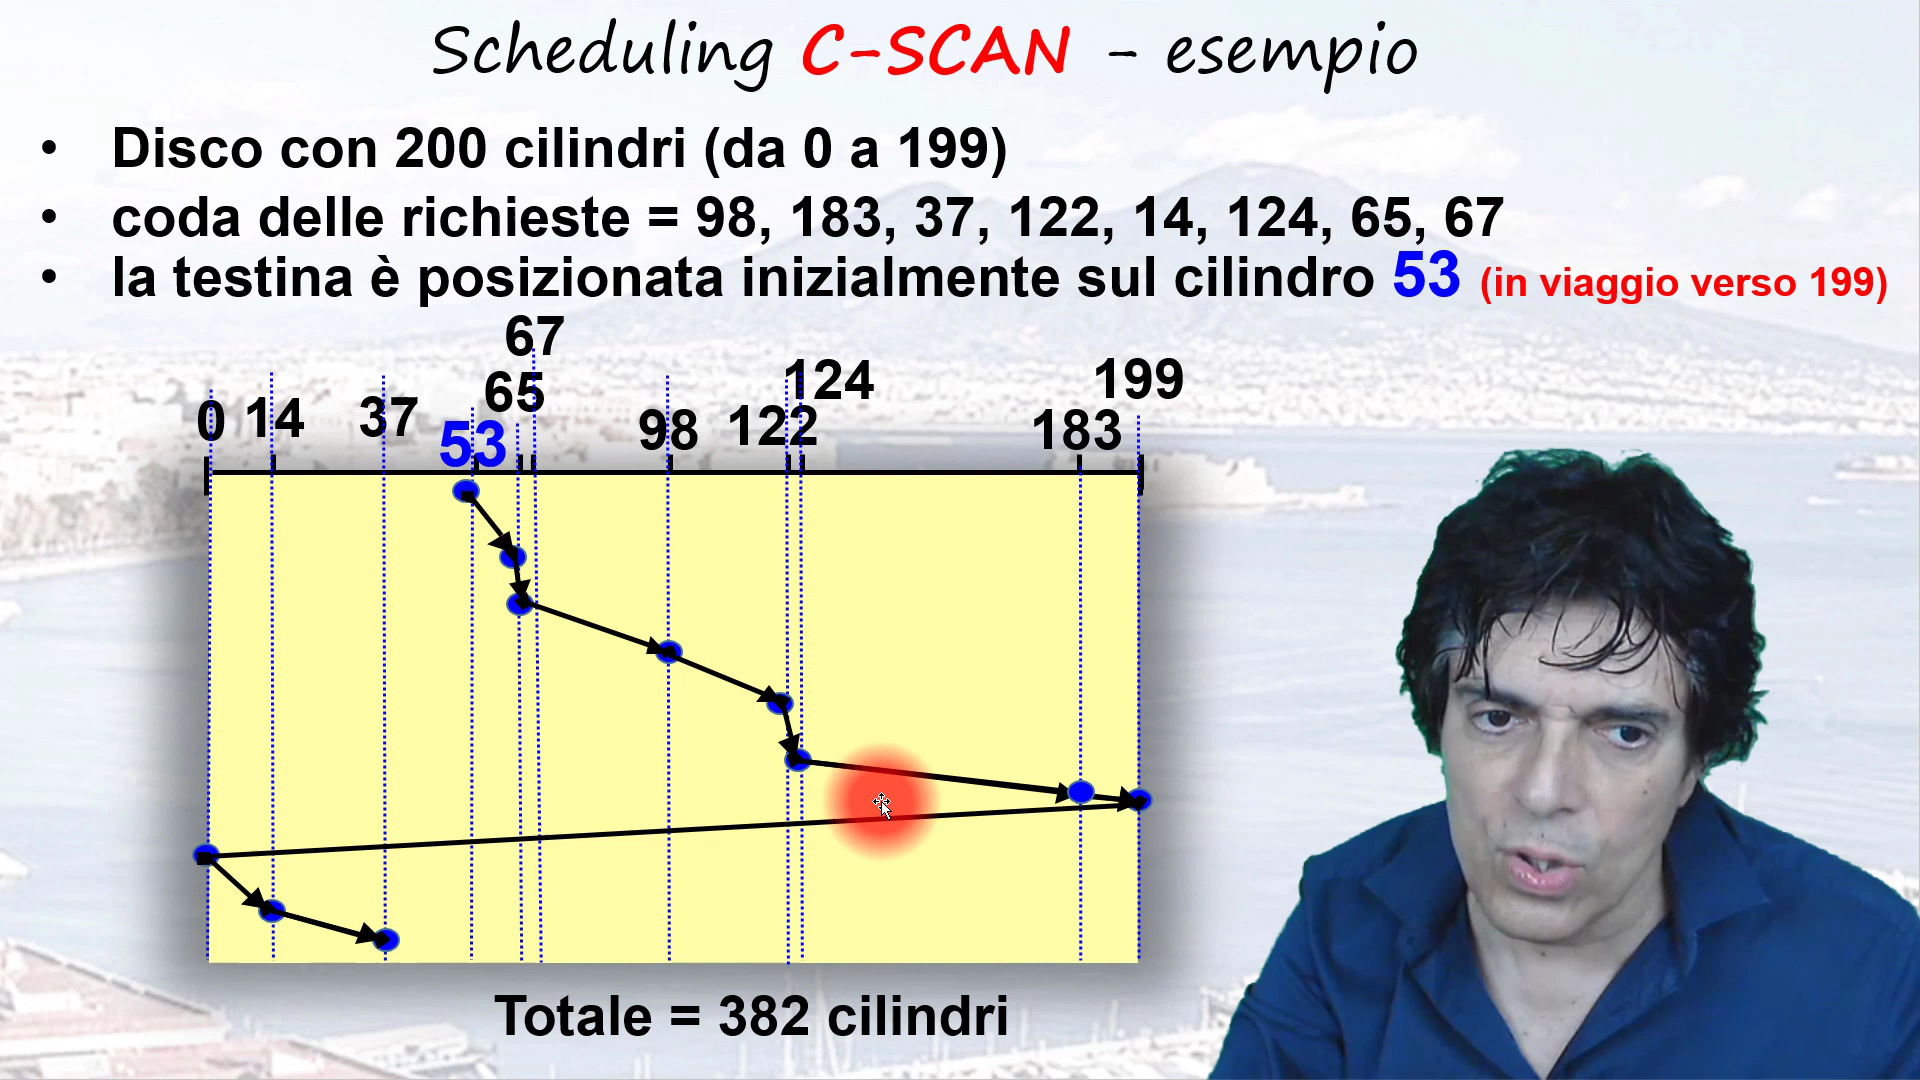 Scheduling C-SCAN - esempio
• Disco con 200 cilindri (da 0 a 199)
• coda delle richieste = 98, 183, 37, 122, 14, 124, 65, 67
• la testina è posizionata inizialmente sul cilindro 53 (in viaggio verso 199)
67
65
124
199
0 14 37 53 98 122 183
Totale = 382 cilindri